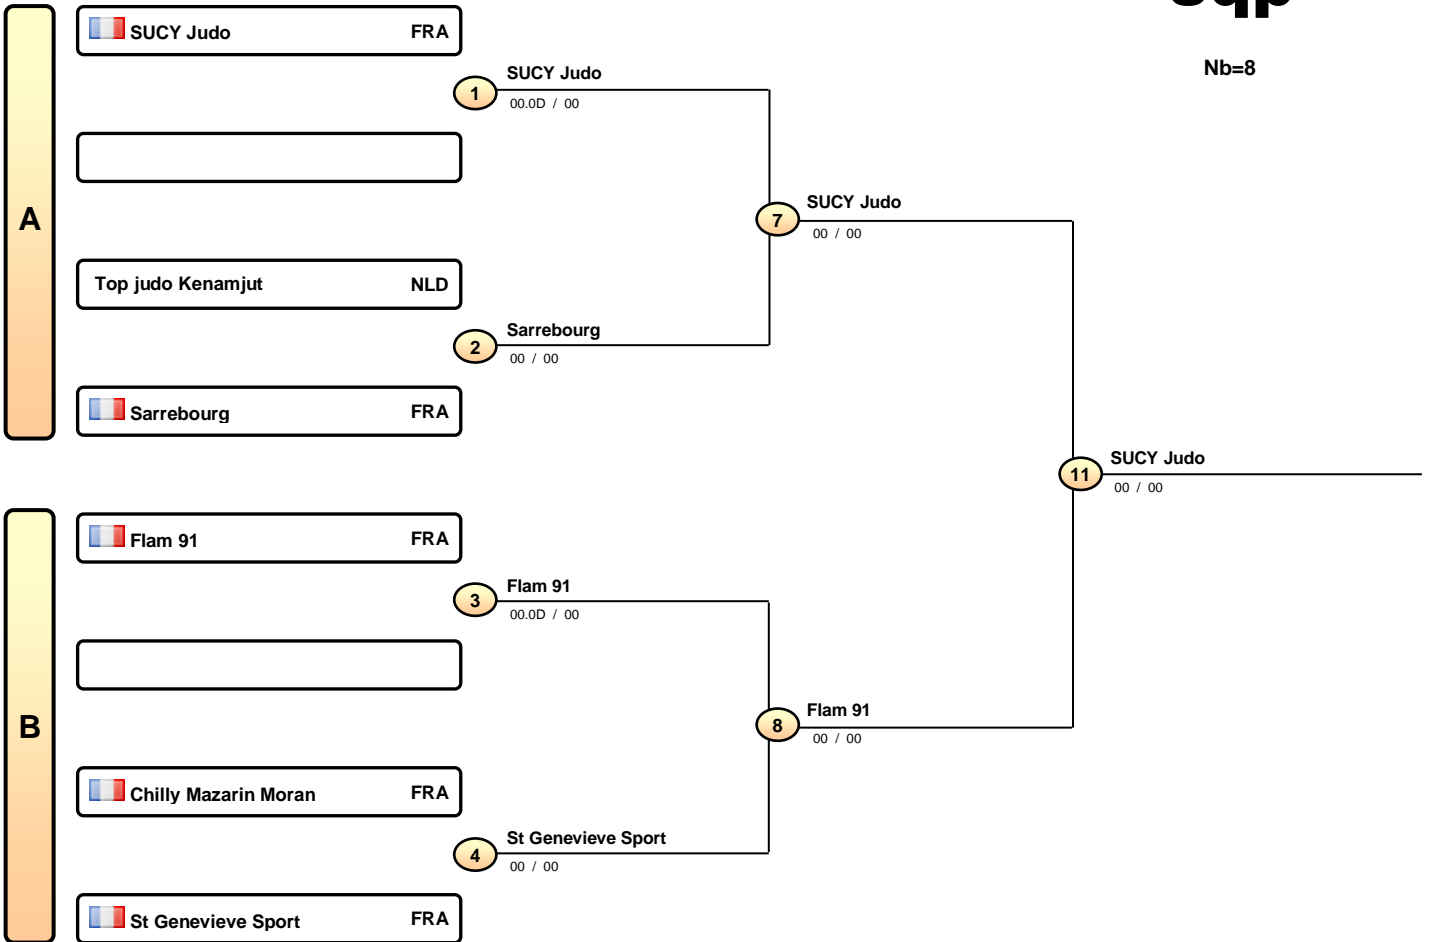 Nb=8
A
SUCY Judo FRA
1 SUCY Judo
00.0D / 00
7 SUCY Judo
00 / 00
Top judo Kenamjut NLD
2 Sarrebourg
00 / 00
Sarrebourg FRA
11 SUCY Judo
00 / 00
B
Flam 91 FRA
3 Flam 91
00.0D / 00
8 Flam 91
00 / 00
Chilly Mazarin Moran FRA
4 St Genevieve Sport
00 / 00
St Genevieve Sport FRA